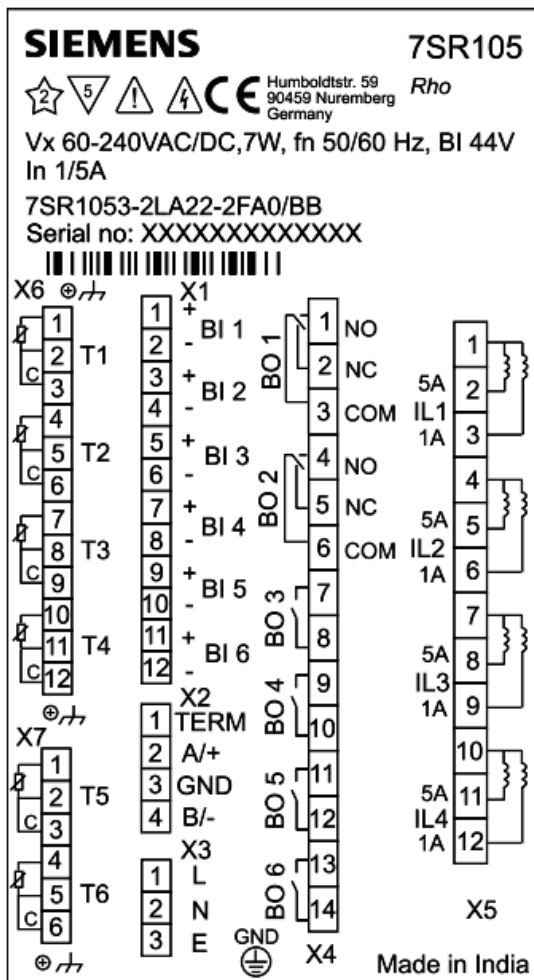 SIEMENS 7SR105
2 5 CE Humboldtstr. 59 Rho
90459 Nuremberg
Germany
Vx 60-240VAC/DC,7W, fn 50/60 Hz, BI 44V
In 1/5A
7SR1053-2LA22-2FA0/BB
Serial no: XXXXXXXXXXXXX
X6
1
2 T1
C 3
4
5 T2
C 6
7
8 T3
C 9
10
11 T4
C 12
X7
1
2 T5
C 3
4
5 T6
C 6
X1
1 +
BI 1
2 -
3 +
BI 2
4 -
5 +
BI 3
6 -
7 +
BI 4
8 -
9 +
BI 5
10 -
11 +
BI 6
12 -
X2
1 TERM
2 A/+
3 GND
4 B/-
X3
1 L
2 N
3 E
GND
BO 1
1 NO
2 NC
3 COM
BO 2
4 NO
5 NC
6 COM
BO 3
7
8
BO 4
9
10
BO 5
11
12
BO 6
13
14
X4
1
5A 2
IL1
1A 3
4
5A 5
IL2
1A 6
7
5A 8
IL3
1A 9
10
5A 11
IL4
1A 12
X5
Made in India